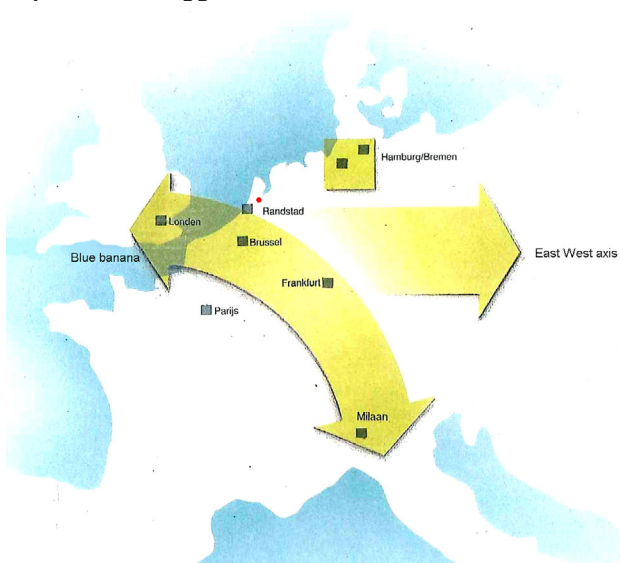 Hamburg/Bremen
Randstad
Londen
Brussel
Blue banana
East West axis
Frankfurt
Parijs
Milaan